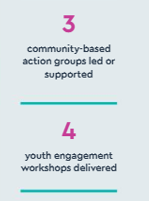 3
community-based
action groups led or
supported
4
youth engagement
workshops delivered